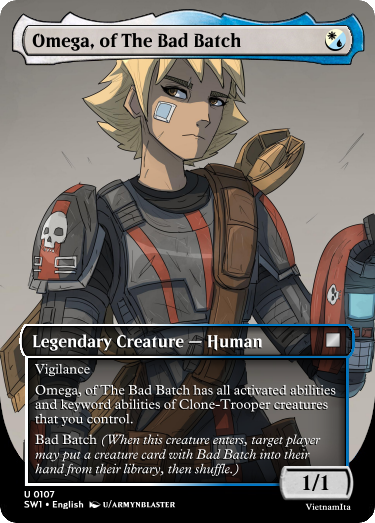 Omega, of The Bad Batch
Legendary Creature — Human
Vigilance
Omega, of The Bad Batch has all activated abilities
and keyword abilities of Clone-Trooper creatures
that you control.
Bad Batch (When this creature enters, target player
may put a creature card with Bad Batch into their
hand from their library, then shuffle.)
1/1
U 0107
SW1 • English U/ARMYNBLASTER
VietnamIta